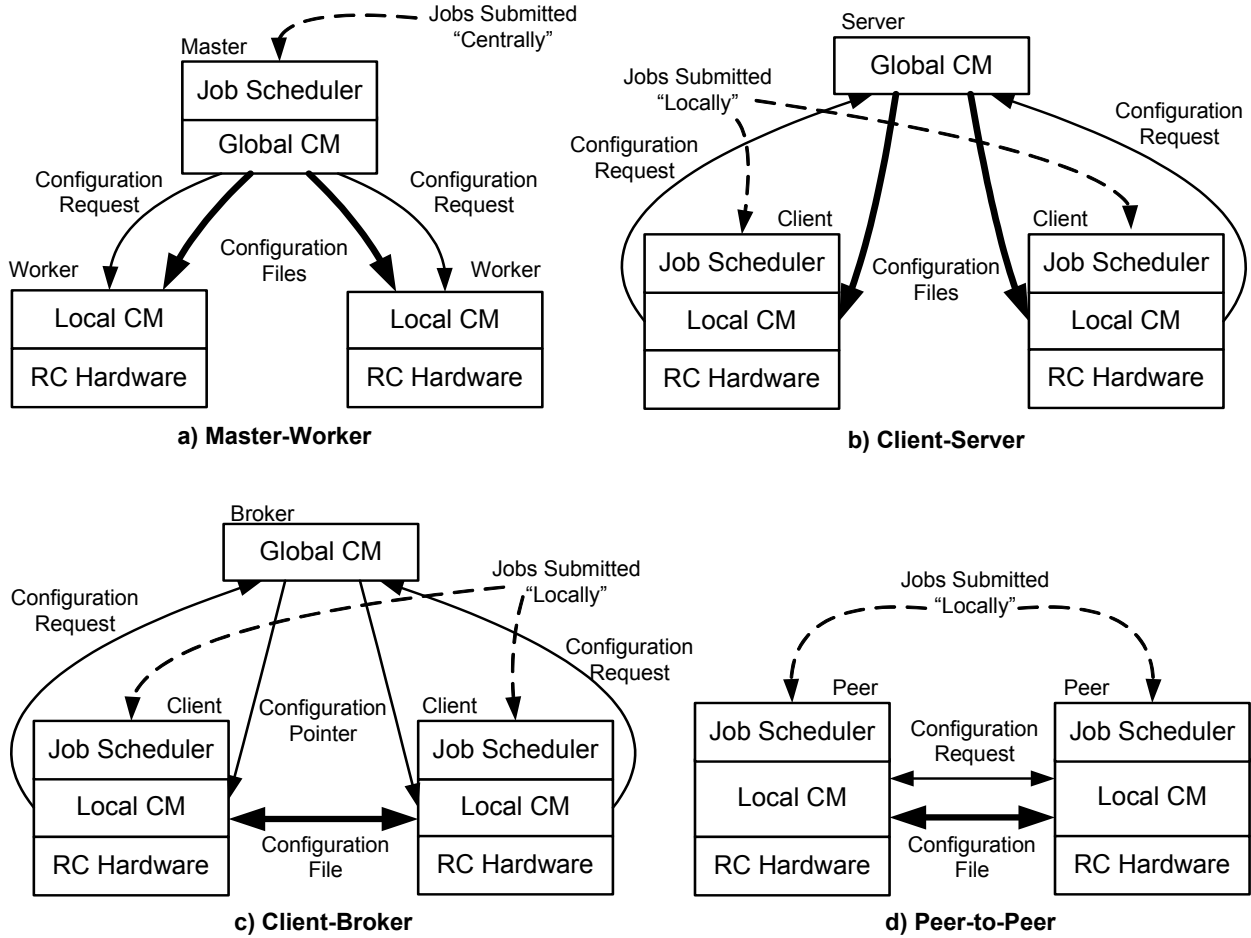 Jobs Submitted
“Centrally”
Master
Job Scheduler
Global CM
Configuration
Request
Configuration
Request
Configuration
Files
Worker
Worker
Local CM
RC Hardware
Local CM
RC Hardware
a) Master-Worker
Server
Global CM
Jobs Submitted
“Locally”
Configuration
Request
Configuration
Request
Client
Client
Job Scheduler
Local CM
RC Hardware
Configuration
Files
Job Scheduler
Local CM
RC Hardware
b) Client-Server
Broker
Global CM
Jobs Submitted
“Locally”
Configuration
Request
Configuration
Request
Client
Client
Configuration
Pointer
Job Scheduler
Local CM
RC Hardware
Job Scheduler
Local CM
RC Hardware
Configuration
File
c) Client-Broker
Jobs Submitted
“Locally”
Peer
Peer
Job Scheduler
Local CM
RC Hardware
Configuration
Request
Configuration
File
Job Scheduler
Local CM
RC Hardware
d) Peer-to-Peer